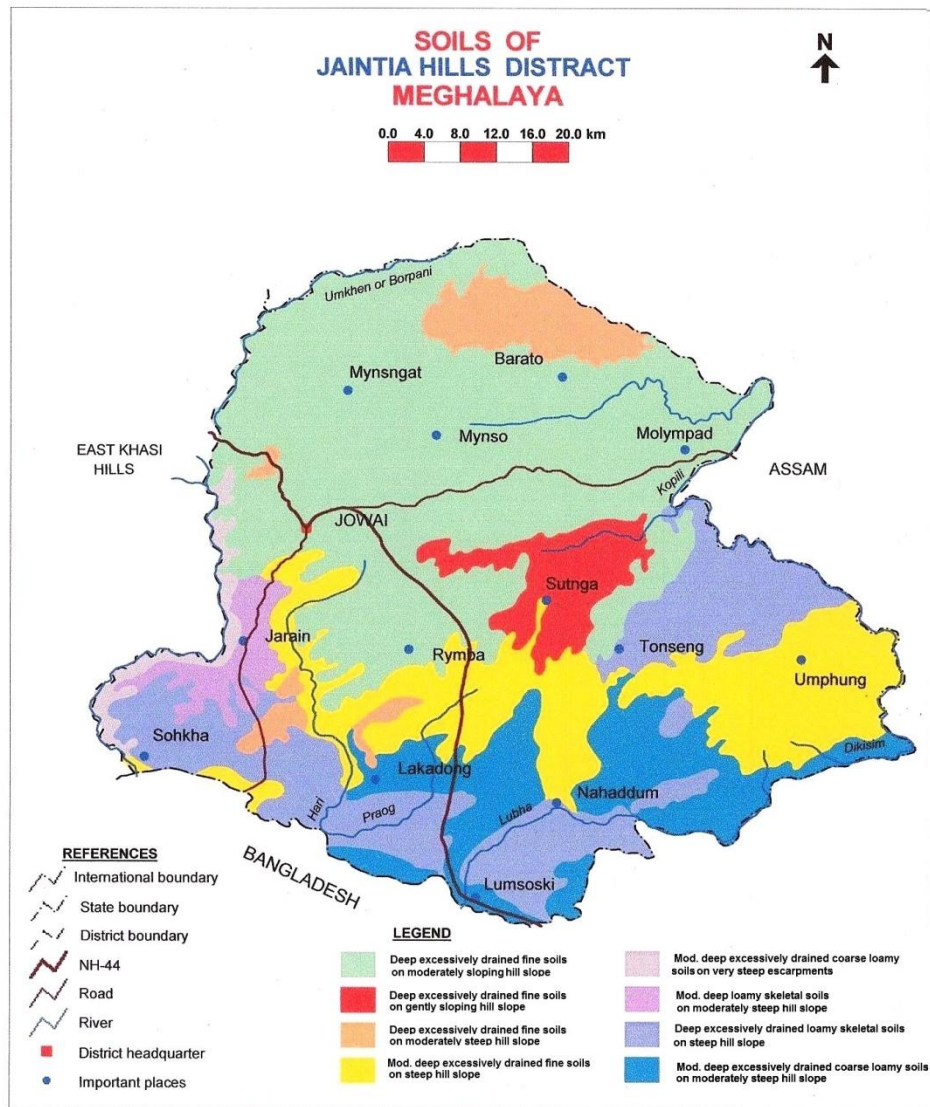 SOILS OF
JAINTIA HILLS DISTRACT
MEGHALAYA
N
0.0 4.0 8.0 12.0 16.0 20.0 km
Umkhen or Borpani
Barato
Mynsngat
Mynso
Molympad
EAST KHASI
HILLS
ASSAM
Kopili
JOWAI
Sutnga
Jarain
Rymba
Tonseng
Umphung
Sohkha
Dikisim
Lakadong
Nahaddum
Hari
Praog
Lubha
BANGLADESH
Lumsoski
REFERENCES
International boundary
State boundary
District boundary
NH-44
Road
River
District headquarter
Important places
LEGEND
Deep excessively drained fine soils
on moderately sloping hill slope
Deep excessively drained fine soils
on gently sloping hill slope
Deep excessively drained fine soils
on moderately steep hill slope
Mod. deep excessively drained fine soils
on steep hill slope
Mod. deep excessively drained coarse loamy
soils on very steep escarpments
Mod. deep loamy skeletal soils
on moderately steep hill slope
Deep excessively drained loamy skeletal soils
on steep hill slope
Mod. deep excessively drained coarse loamy soils
on moderately steep hill slope